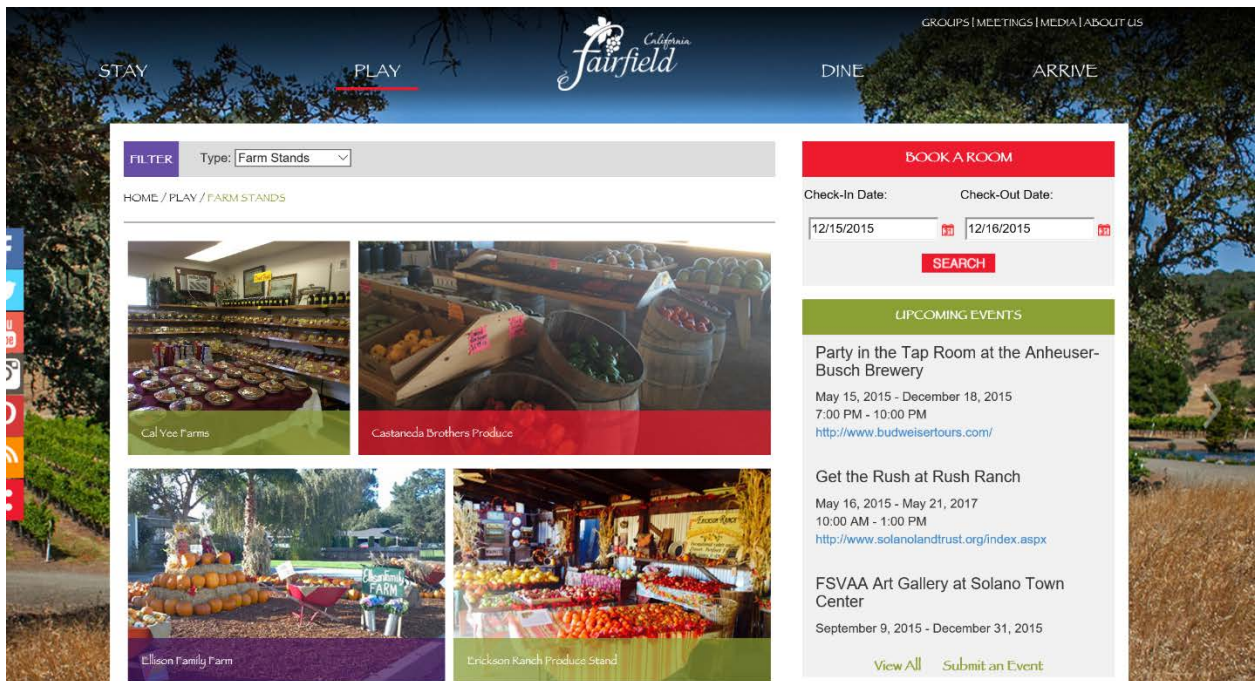 GROUPS | MEETINGS | MEDIA | ABOUT US
STAY
PLAY
California
Fairfield
DINE
ARRIVE
FILTER
Type: Farm Stands
HOME / PLAY / FARM STANDS
Cal Yee Farms
Castaneda Brothers Produce
Ellison Family
FARM
Ellison Family Farm
Erickson Ranch
Erickson Ranch Produce Stand
BOOK A ROOM
Check-In Date: Check-Out Date:
12/15/2015 12/16/2015
SEARCH
UPCOMING EVENTS
Party in the Tap Room at the Anheuser-
Busch Brewery
May 15, 2015 - December 18, 2015
7:00 PM - 10:00 PM
http://www.budweisertours.com/
Get the Rush at Rush Ranch
May 16, 2015 - May 21, 2017
10:00 AM - 1:00 PM
http://www.solanolandtrust.org/index.aspx
FSVAA Art Gallery at Solano Town
Center
September 9, 2015 - December 31, 2015
View All Submit an Event